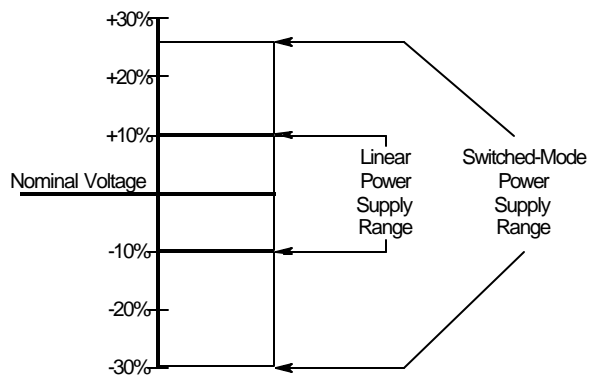 +30%
+20%
+10%
Nominal Voltage
-10%
-20%
-30%
Linear
Power
Supply
Range
Switched-Mode
Power
Supply
Range